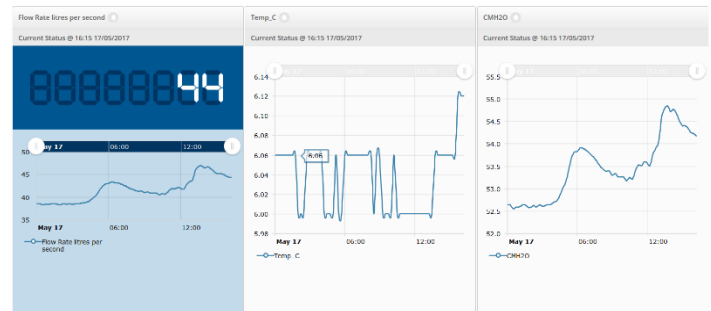 Flow Rate litres per second
Current Status @ 16:15 17/05/2017
44
May 17 06:00 12:00
50
45
40
35
May 17 06:00 12:00
Flow Rate litres per
second
Temp_C
Current Status @ 16:15 17/05/2017
6.14
6.12
6.10
6.08
6.06
6.04
6.02
6.00
5.98
6.06
May 17 06:00 12:00
Temp_C
CMH2O
Current Status @ 16:15 17/05/2017
55.5
55.0
54.5
54.0
53.5
53.0
52.5
52.0
May 17 06:00 12:00
CMH2O